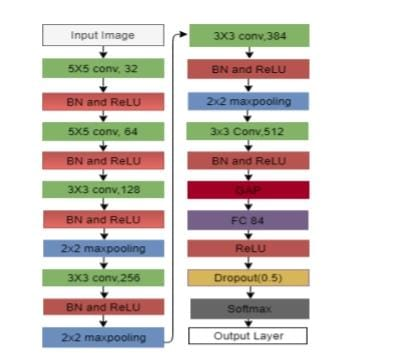 Input Image
5X5 conv, 32
BN and ReLU
5X5 conv, 64
BN and ReLU
3X3 conv,128
BN and ReLU
2x2 maxpooling
3X3 conv,256
BN and ReLU
2x2 maxpooling
3X3 conv,384
BN and ReLU
2x2 maxpooling
3x3 Conv,512
BN and ReLU
GAP
FC 84
ReLU
Dropout(0.5)
Softmax
Output Layer